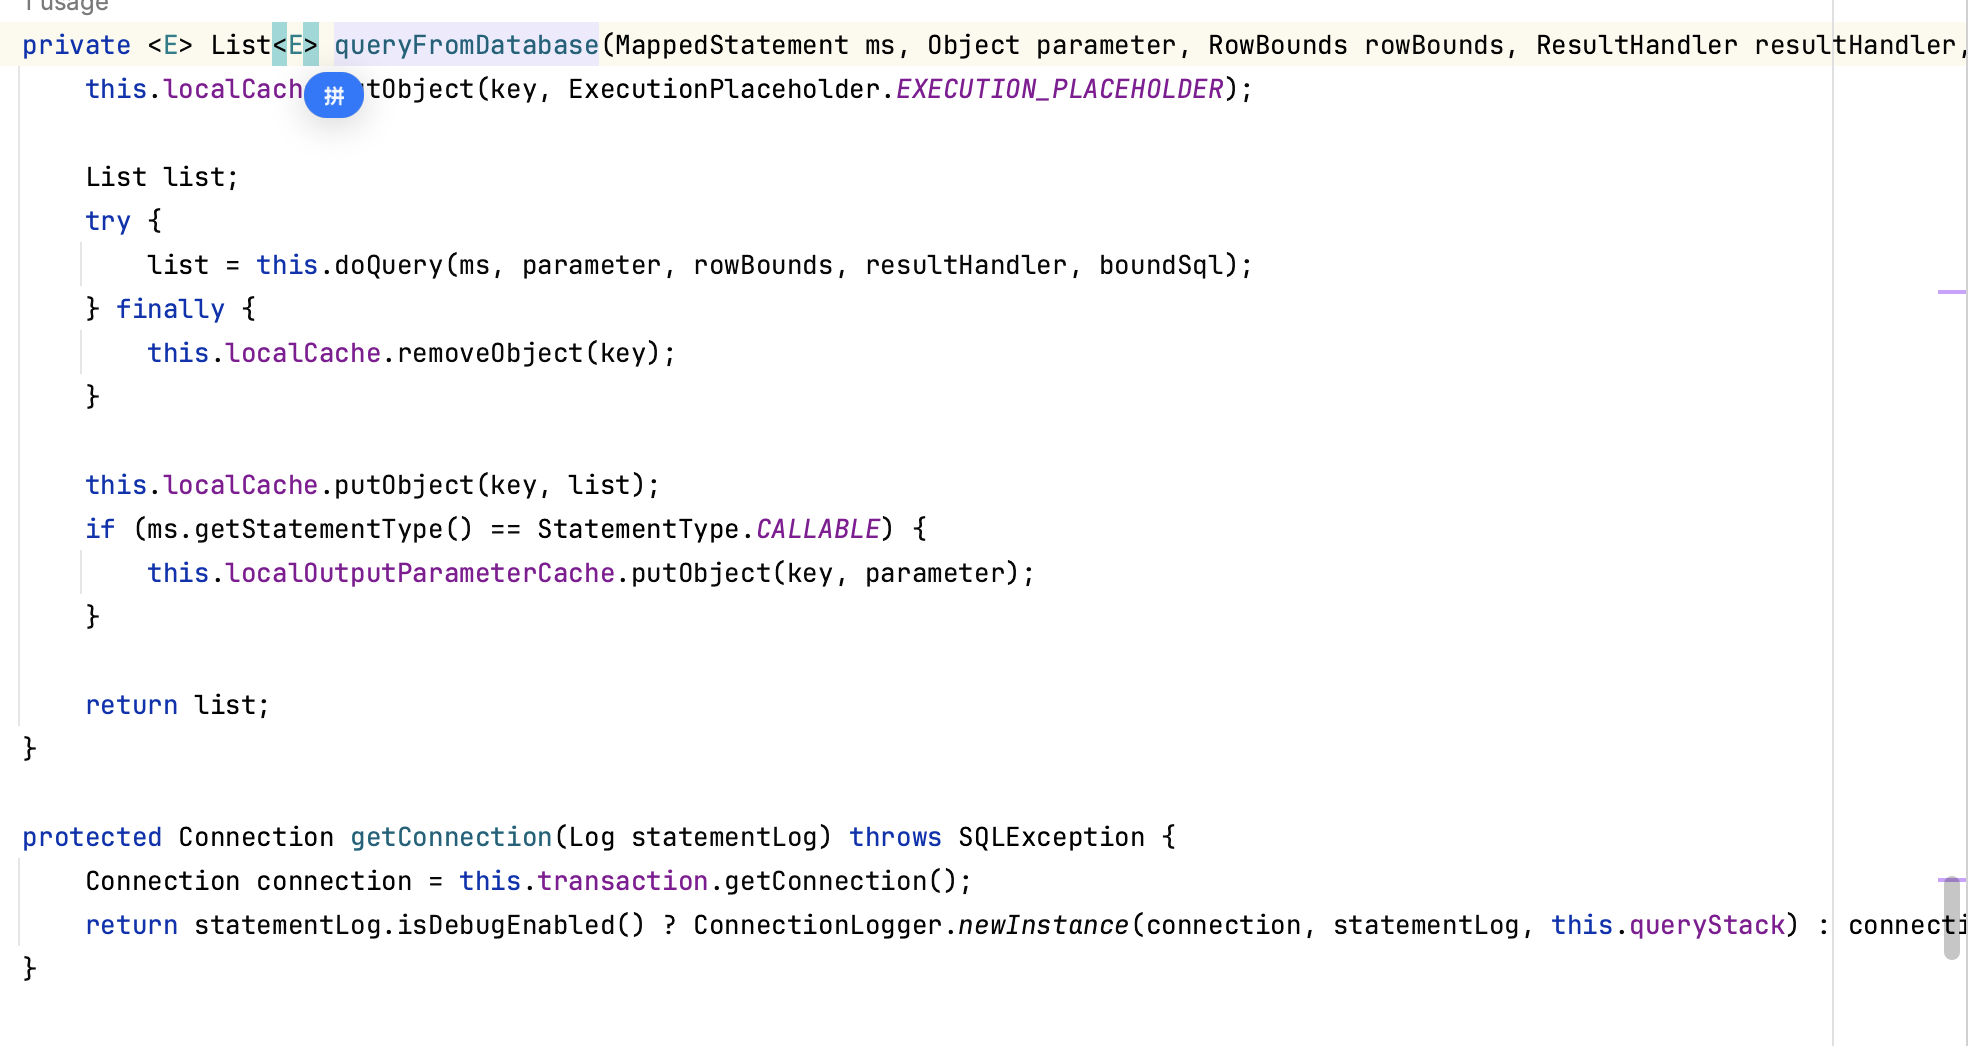 1 usage
private <E> List<E> queryFromDatabase(MappedStatement ms, Object parameter, RowBounds rowBounds, ResultHandler resultHandler,
this.localCach 拼 tObject(key, ExecutionPlaceholder.EXECUTION_PLACEHOLDER);
List list;
try {
list = this.doQuery(ms, parameter, rowBounds, resultHandler, boundSql);
} finally {
this.localCache.removeObject(key);
}
this.localCache.putObject(key, list);
if (ms.getStatementType() == StatementType.CALLABLE) {
this.localOutputParameterCache.putObject(key, parameter);
}
return list;
}
protected Connection getConnection(Log statementLog) throws SQLException {
Connection connection = this.transaction.getConnection();
return statementLog.isDebugEnabled() ? ConnectionLogger.newInstance(connection, statementLog, this.queryStack) : connecti
}